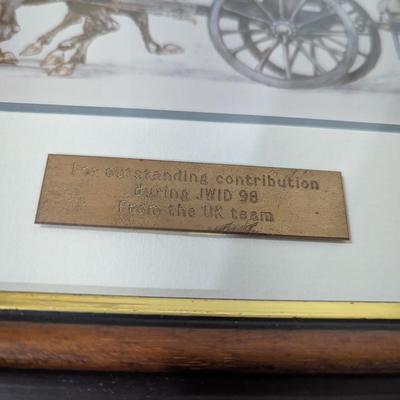 For outstanding contribution
during JWID 98
From the UK team